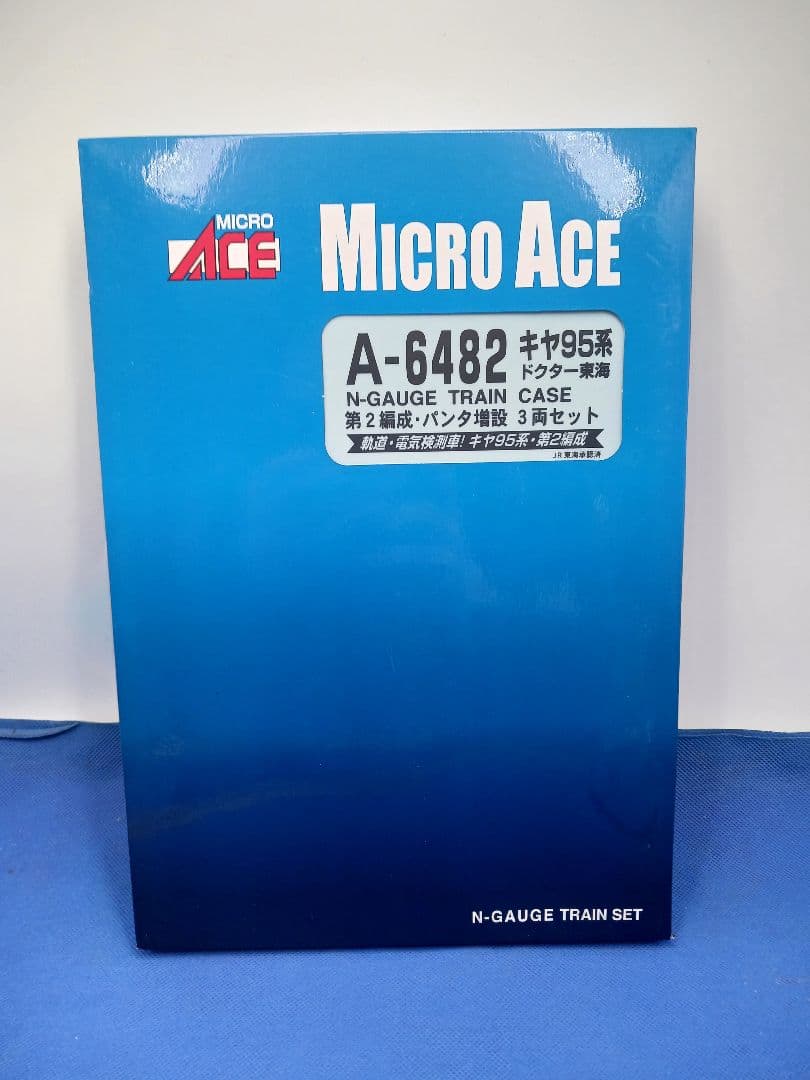 MICRO
ACE
MICRO ACE
A-6482 キヤ95系
ドクター東海
N-GAUGE TRAIN CASE
第2編成・パンタ増設 3両セット
軌道・電気検測車!キヤ95系・第2編成
JR東海承認済
N-GAUGE TRAIN SET